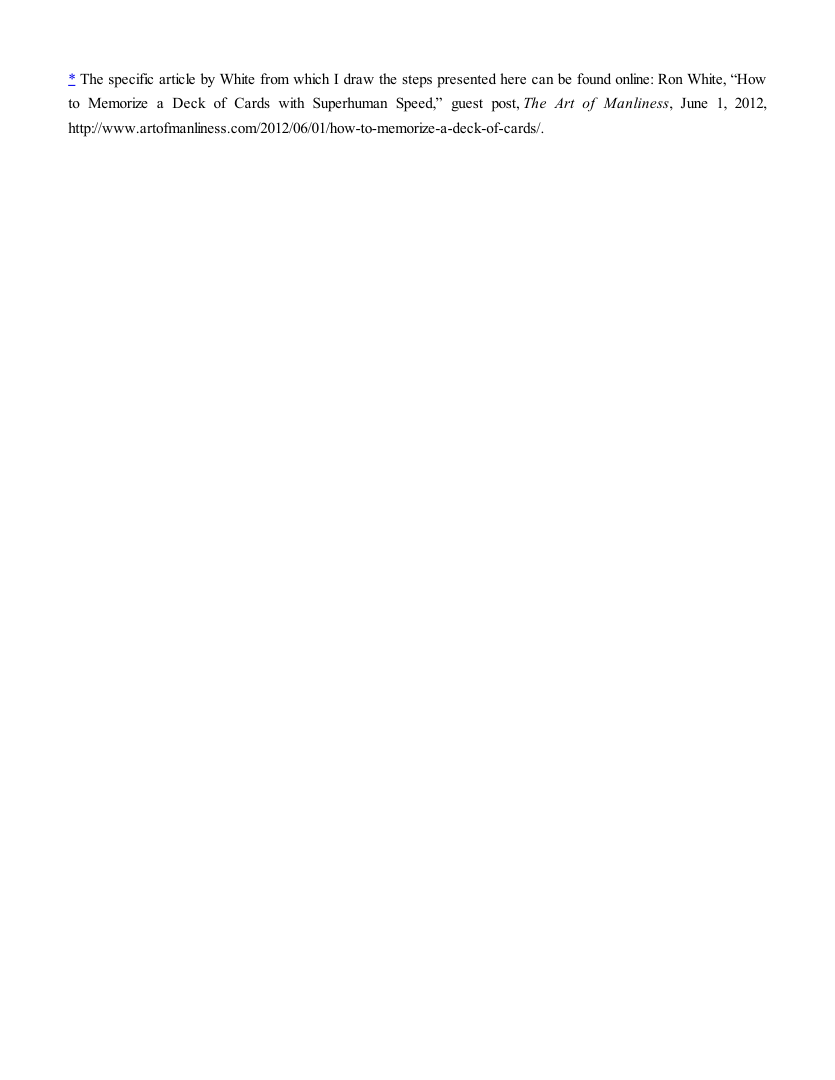 * The specific article by White from which I draw the steps presented here can be found online: Ron White, “How
to Memorize a Deck of Cards with Superhuman Speed,” guest post, The Art of Manliness, June 1, 2012,
http://www.artofmanliness.com/2012/06/01/how-to-memorize-a-deck-of-cards/.